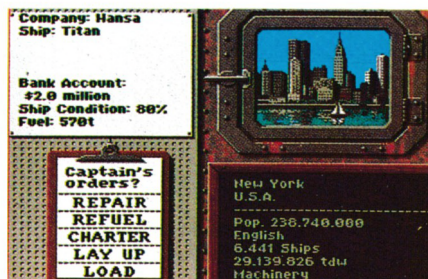 Company: Hansa
Ship: Titan
Bank Account:
$2.0 million
Ship Condition: 80%
Fuel: 570t
Captain's
orders?
REPAIR
REFUEL
CHARTER
LAY UP
LOAD
New York
U.S.A.
Pop. 238.740.000
English
6.441 Ships
29.139.826 tdw
Machinery